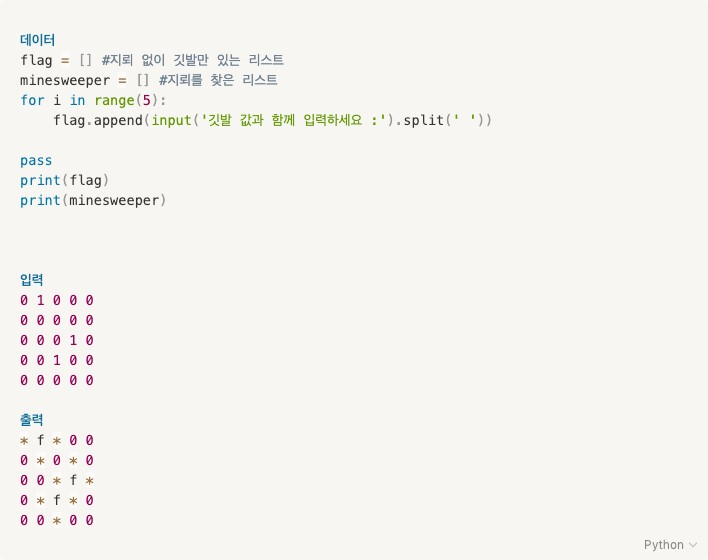 데이터
flag = [] #지뢰 없이 깃발만 있는 리스트
minesweeper = [] #지뢰를 찾은 리스트
for i in range(5):
    flag.append(input('깃발 값과 함께 입력하세요 :').split(' '))
pass
print(flag)
print(minesweeper)
입력
0 1 0 0 0
0 0 0 0 0
0 0 0 1 0
0 0 1 0 0
0 0 0 0 0
출력
* f * 0 0
0 * 0 * 0
0 0 * f *
0 * f * 0
0 0 * 0 0
Python